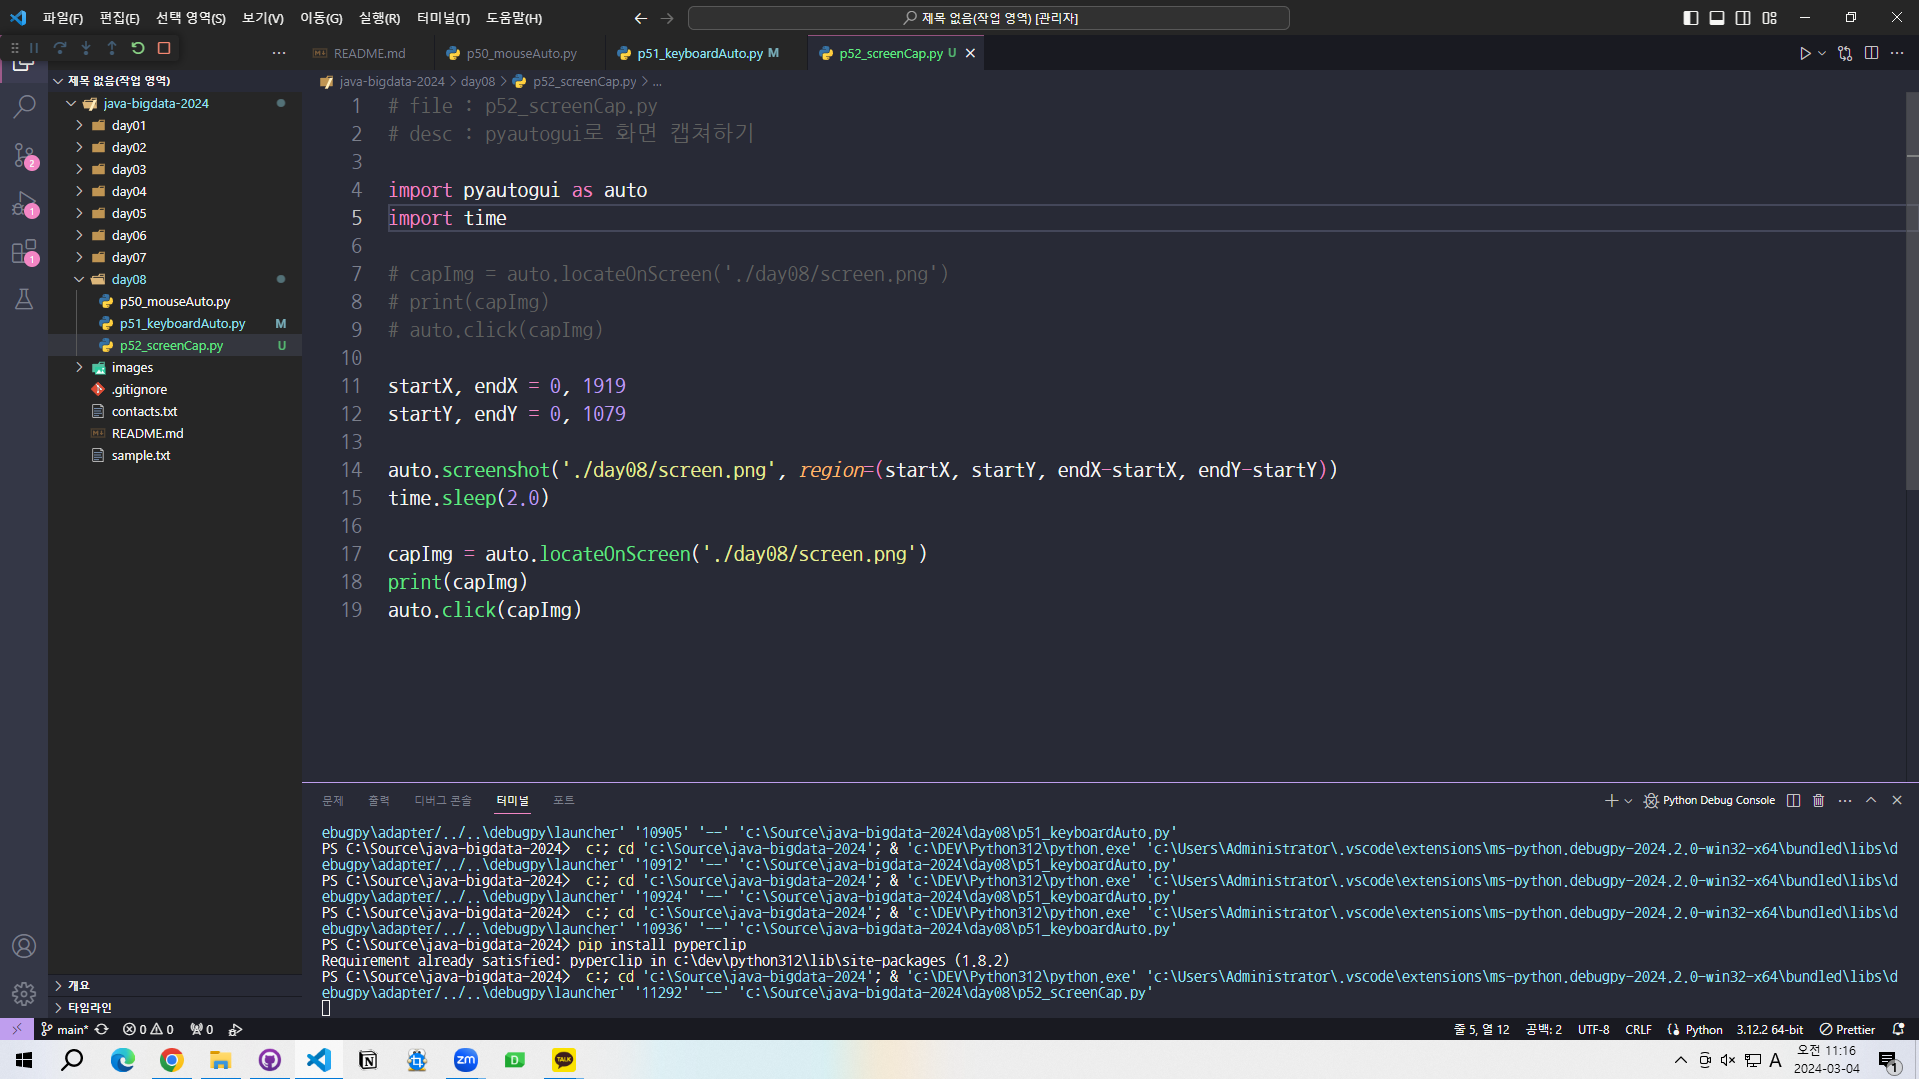 파일(F) 편집(E) 선택 영역(S) 보기(V) 이동(G) 실행(R) 터미널(T) 도움말(H) 제목 없음(작업 영역) [관리자]
README.md p50_mouseAuto.py p51_keyboardAuto.py M p52_screenCap.py U
제목 없음(작업 영역)
java-bigdata-2024 > day08 > p52_screenCap.py > ...
java-bigdata-2024
day01
day02
day03
day04
day05
day06
day07
day08
p50_mouseAuto.py
p51_keyboardAuto.py M
p52_screenCap.py U
images
.gitignore
contacts.txt
README.md
sample.txt
개요
타임라인
2
1
1
1 # file : p52_screenCap.py
2 # desc : pyautogui로 화면 캡쳐하기
3
4 import pyautogui as auto
5 import time
6
7 # capImg = auto.locateOnScreen('./day08/screen.png')
8 # print(capImg)
9 # auto.click(capImg)
10
11 startX, endX = 0, 1919
12 startY, endY = 0, 1079
13
14 auto.screenshot('./day08/screen.png', region=(startX, startY, endX-startX, endY-startY))
15 time.sleep(2.0)
16
17 capImg = auto.locateOnScreen('./day08/screen.png')
18 print(capImg)
19 auto.click(capImg)
문제 출력 디버그 콘솔 터미널 포트 Python Debug Console
ebugpy\adapter/../..\debugpy\launcher' '10905' '--' 'c:\Source\java-bigdata-2024\day08\p51_keyboardAuto.py'
PS C:\Source\java-bigdata-2024>  c:; cd 'c:\Source\java-bigdata-2024'; & 'c:\DEV\Python312\python.exe' 'c:\Users\Administrator\.vscode\extensions\ms-python.debugpy-2024.2.0-win32-x64\bundled\libs\d
ebugpy\adapter/../..\debugpy\launcher' '10912' '--' 'c:\Source\java-bigdata-2024\day08\p51_keyboardAuto.py'
PS C:\Source\java-bigdata-2024>  c:; cd 'c:\Source\java-bigdata-2024'; & 'c:\DEV\Python312\python.exe' 'c:\Users\Administrator\.vscode\extensions\ms-python.debugpy-2024.2.0-win32-x64\bundled\libs\d
ebugpy\adapter/../..\debugpy\launcher' '10924' '--' 'c:\Source\java-bigdata-2024\day08\p51_keyboardAuto.py'
PS C:\Source\java-bigdata-2024>  c:; cd 'c:\Source\java-bigdata-2024'; & 'c:\DEV\Python312\python.exe' 'c:\Users\Administrator\.vscode\extensions\ms-python.debugpy-2024.2.0-win32-x64\bundled\libs\d
ebugpy\adapter/../..\debugpy\launcher' '10936' '--' 'c:\Source\java-bigdata-2024\day08\p51_keyboardAuto.py'
PS C:\Source\java-bigdata-2024> pip install pyperclip
Requirement already satisfied: pyperclip in c:\dev\python312\lib\site-packages (1.8.2)
PS C:\Source\java-bigdata-2024>  c:; cd 'c:\Source\java-bigdata-2024'; & 'c:\DEV\Python312\python.exe' 'c:\Users\Administrator\.vscode\extensions\ms-python.debugpy-2024.2.0-win32-x64\bundled\libs\d
ebugpy\adapter/../..\debugpy\launcher' '11292' '--' 'c:\Source\java-bigdata-2024\day08\p52_screenCap.py'
main* 0 0 0 줄 5, 열 12 공백: 2 UTF-8 CRLF Python 3.12.2 64-bit Prettier
zm D TALK A 오전 11:16
2024-03-04 1